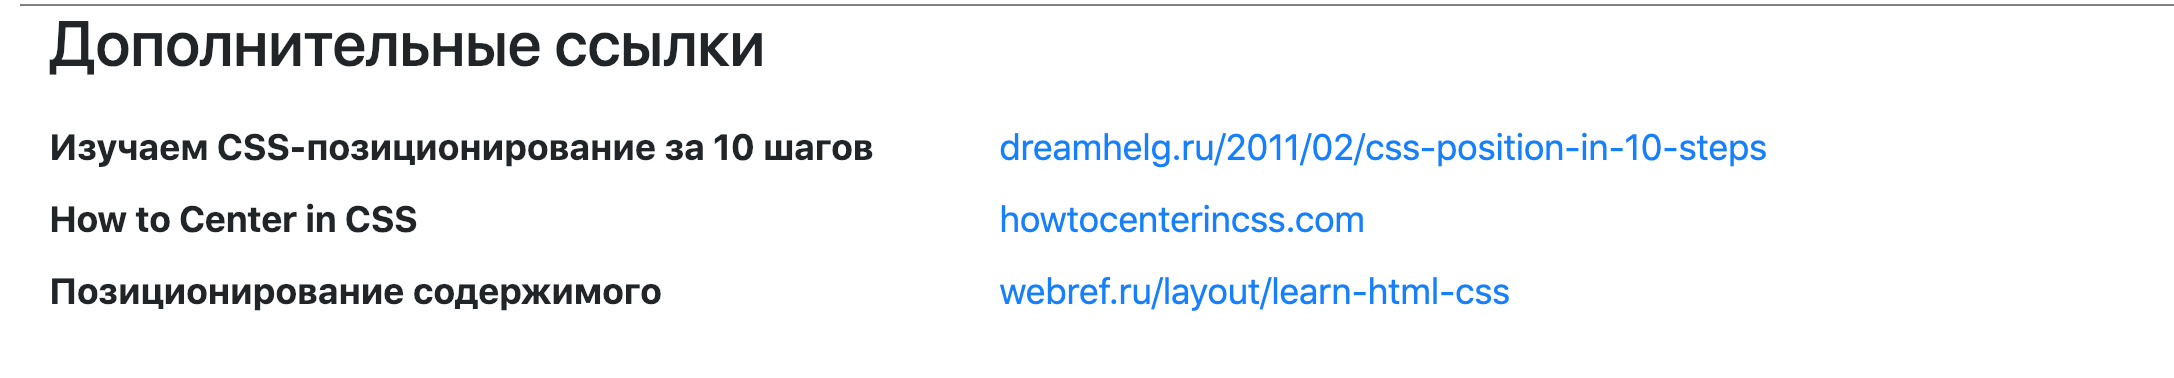 Дополнительные ссылки
Изучаем CSS-позиционирование за 10 шагов dreamhelg.ru/2011/02/css-position-in-10-steps
How to Center in CSS howtocenterincss.com
Позиционирование содержимого webref.ru/layout/learn-html-css